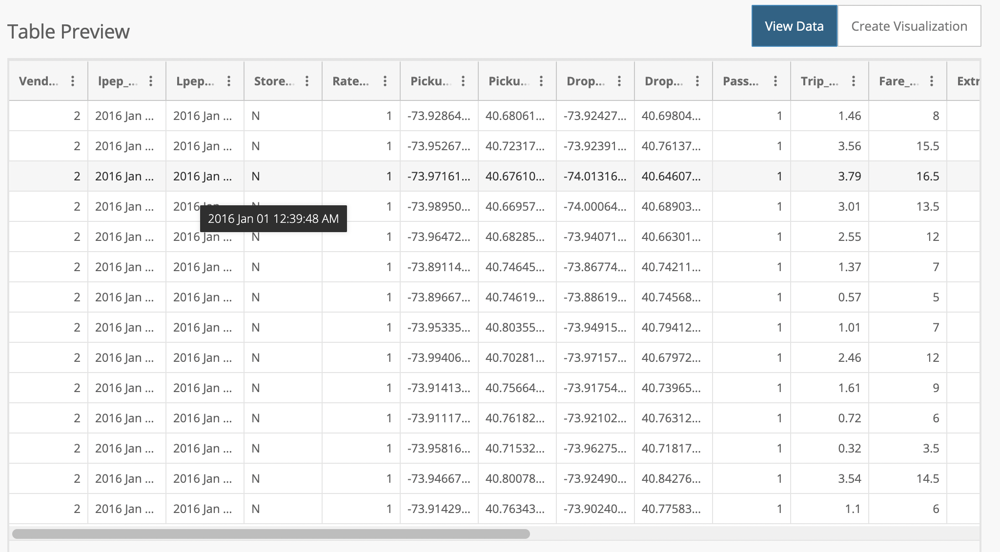 View Data Create Visualization
Table Preview
Vend... lpep_... Lpep... Store... Rate... Picku... Picku... Drop... Drop... Pass... Trip_... Fare_... Extr
2 2016 Jan ... 2016 Jan ... N 1 -73.92864... 40.68061... -73.92427... 40.69804... 1 1.46 8
2 2016 Jan ... 2016 Jan ... N 1 -73.95267... 40.72317... -73.92391... 40.76137... 1 3.56 15.5
2 2016 Jan ... 2016 Jan ... N 1 -73.97161... 40.67610... -74.01316... 40.64607... 1 3.79 16.5
2 2016 Jan ... 2016 Jan N 1 -73.98950... 40.66957... -74.00064... 40.68903... 1 3.01 13.5
2016 Jan 01 12:39:48 AM
2 2016 Jan ... 2016 Jan ... N 1 -73.96472... 40.68285... -73.94071... 40.66301... 1 2.55 12
2 2016 Jan ... 2016 Jan ... N 1 -73.89114... 40.74645... -73.86774... 40.74211... 1 1.37 7
2 2016 Jan ... 2016 Jan ... N 1 -73.89667... 40.74619... -73.88619... 40.74568... 1 0.57 5
2 2016 Jan ... 2016 Jan ... N 1 -73.95335... 40.80355... -73.94915... 40.79412... 1 1.01 7
2 2016 Jan ... 2016 Jan ... N 1 -73.99406... 40.70281... -73.97157... 40.67972... 1 2.46 12
2 2016 Jan ... 2016 Jan ... N 1 -73.91413... 40.75664... -73.91754... 40.73965... 1 1.61 9
2 2016 Jan ... 2016 Jan ... N 1 -73.91117... 40.76182... -73.92102... 40.76312... 1 0.72 6
2 2016 Jan ... 2016 Jan ... N 1 -73.95816... 40.71532... -73.96275... 40.71817... 1 0.32 3.5
2 2016 Jan ... 2016 Jan ... N 1 -73.94667... 40.80078... -73.92490... 40.84276... 1 3.54 14.5
2 2016 Jan ... 2016 Jan ... N 1 -73.91429... 40.76343... -73.90240... 40.77583... 1 1.1 6